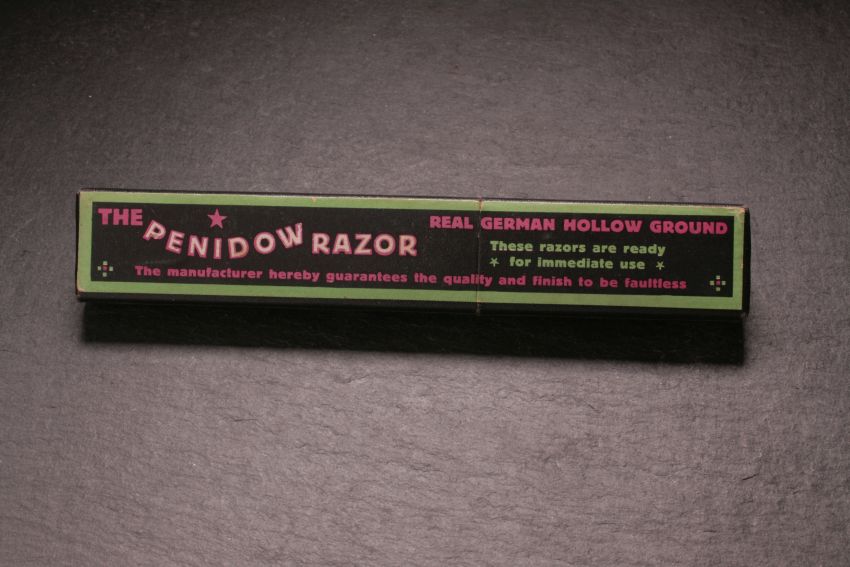 THE PENIDOW RAZOR
REAL GERMAN HOLLOW GROUND
These razors are ready
for immediate use
The manufacturer hereby guarantees the quality and finish to be faultless